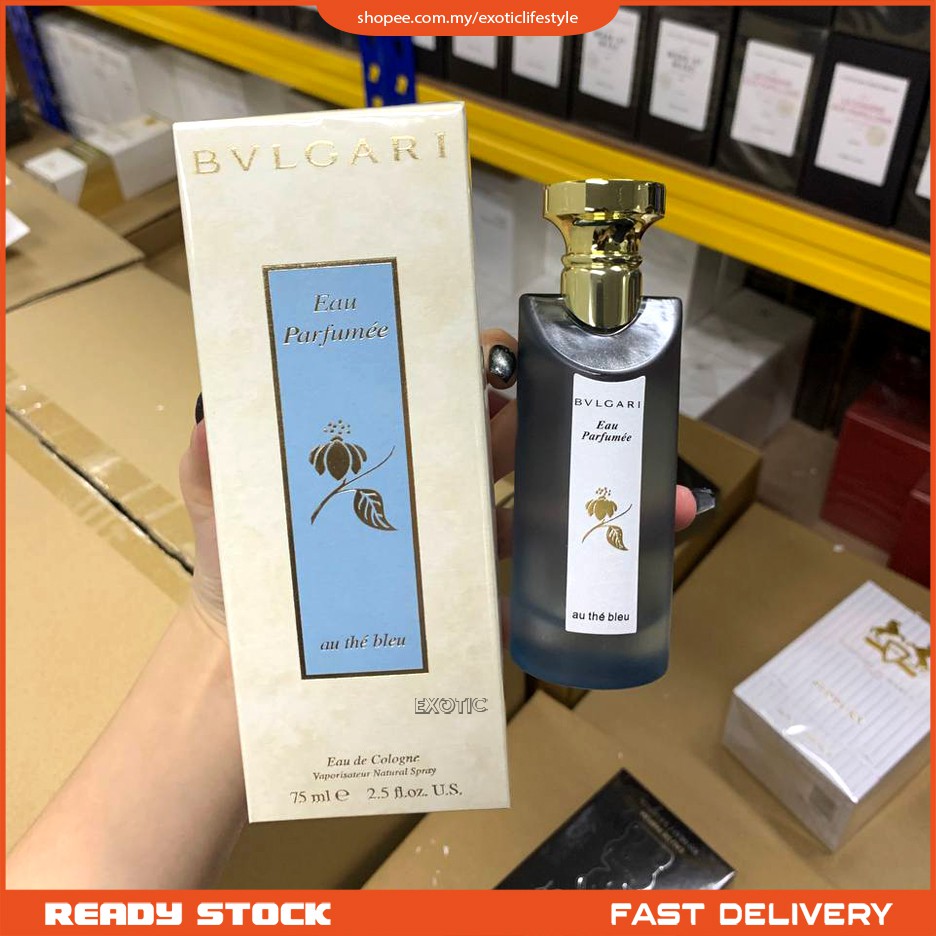 shopee.com.my/exoticlifestyle
BVLGARI
Eau
Parfumée
au thé bleu
EXOTIC
Eau de Cologne
Vaporisateur Natural Spray
75 ml e 2.5 fl.oz. U.S.
BVLGARI
Eau
Parfumée
au thé bleu
READY STOCK
FAST DELIVERY